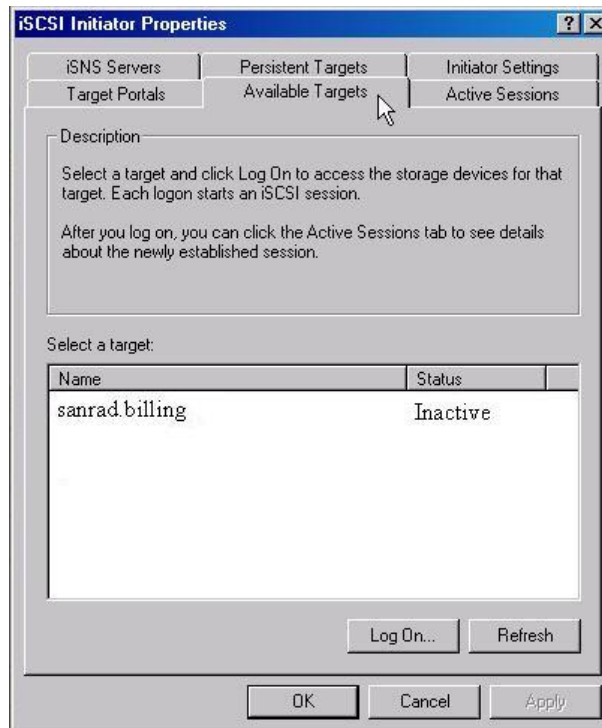 iSCSI Initiator Properties
iSNS Servers Persistent Targets Initiator Settings
Target Portals Available Targets Active Sessions
Description
Select a target and click Log On to access the storage devices for that
target. Each logon starts an iSCSI session.
After you log on, you can click the Active Sessions tab to see details
about the newly established session.
Select a target:
Name Status
sanrad.billing Inactive
Log On... Refresh
OK Cancel Apply